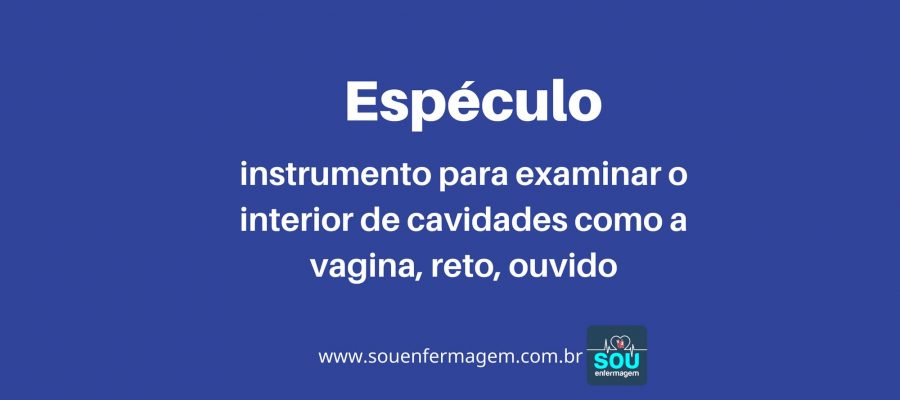 Espéculo
instrumento para examinar o
interior de cavidades como a
vagina, reto, ouvido
www.souenfermagem.com.br
SOU
enfermagem